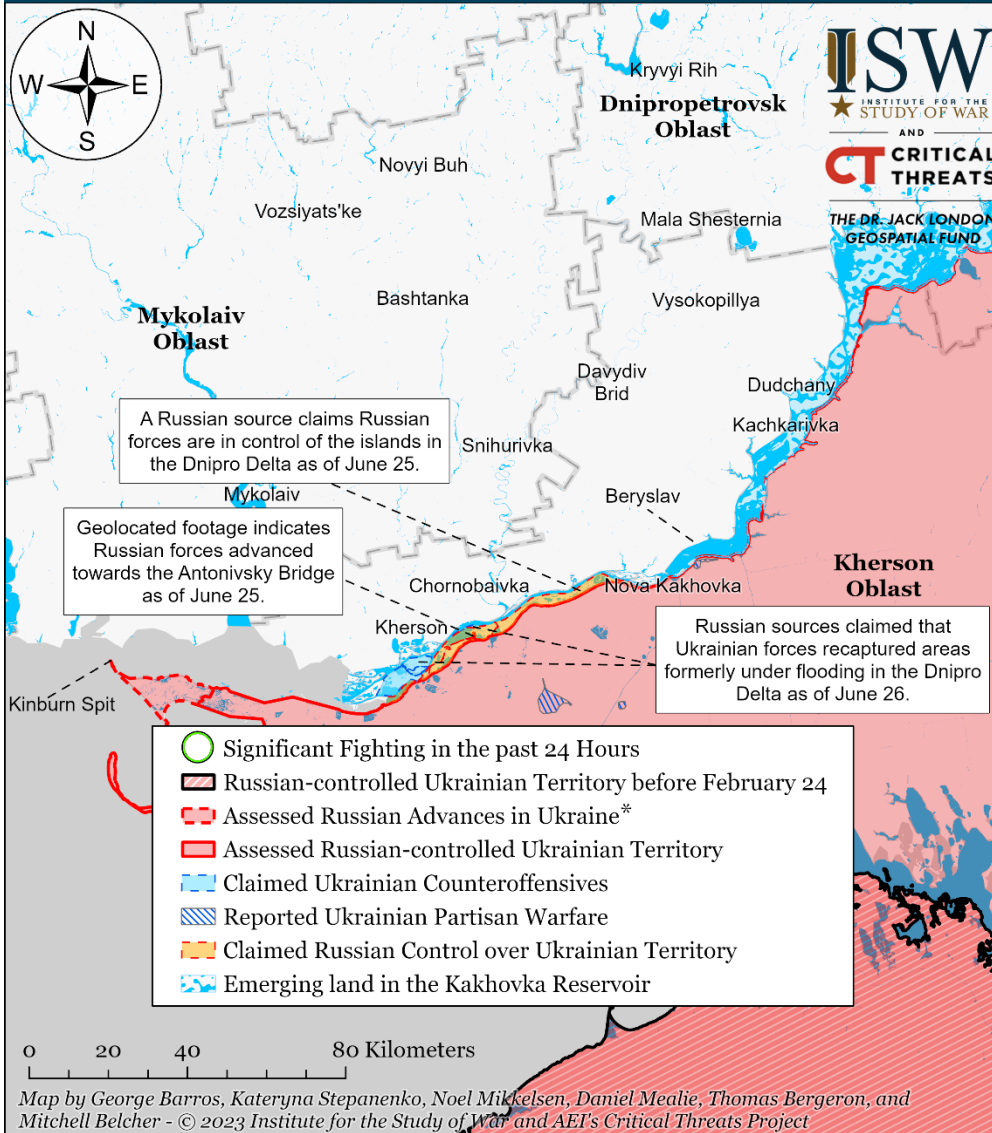 N
W
E
S
ISW
INSTITUTE FOR THE
STUDY OF WAR
AND
CT CRITICAL
THREATS
THE DR. JACK LONDON
GEOSPATIAL FUND
Kryvyi Rih
Dnipropetrovsk
Oblast
Novyi Buh
Vozsiyats'ke
Mala Shesternia
Bashtanka
Vysokopillya
Mykolaiv
Oblast
Davydiv
Brid
Dudchany
Kachkarivka
A Russian source claims Russian
forces are in control of the islands in
the Dnipro Delta as of June 25.
Snihurivka
Mykolaiv
Beryslav
Geolocated footage indicates
Russian forces advanced
towards the Antonivsky Bridge
as of June 25.
Chornobaivka
Nova Kakhovka
Kherson
Oblast
Kherson
Russian sources claimed that
Ukrainian forces recaptured areas
formerly under flooding in the Dnipro
Delta as of June 26.
Kinburn Spit
Significant Fighting in the past 24 Hours
Russian-controlled Ukrainian Territory before February 24
Assessed Russian Advances in Ukraine*
Assessed Russian-controlled Ukrainian Territory
Claimed Ukrainian Counteroffensives
Reported Ukrainian Partisan Warfare
Claimed Russian Control over Ukrainian Territory
Emerging land in the Kakhovka Reservoir
0 20 40 80 Kilometers
Map by George Barros, Kateryna Stepanenko, Noel Mikkelsen, Daniel Mealie, Thomas Bergeron, and
Mitchell Belcher - © 2023 Institute for the Study of War and AEI's Critical Threats Project